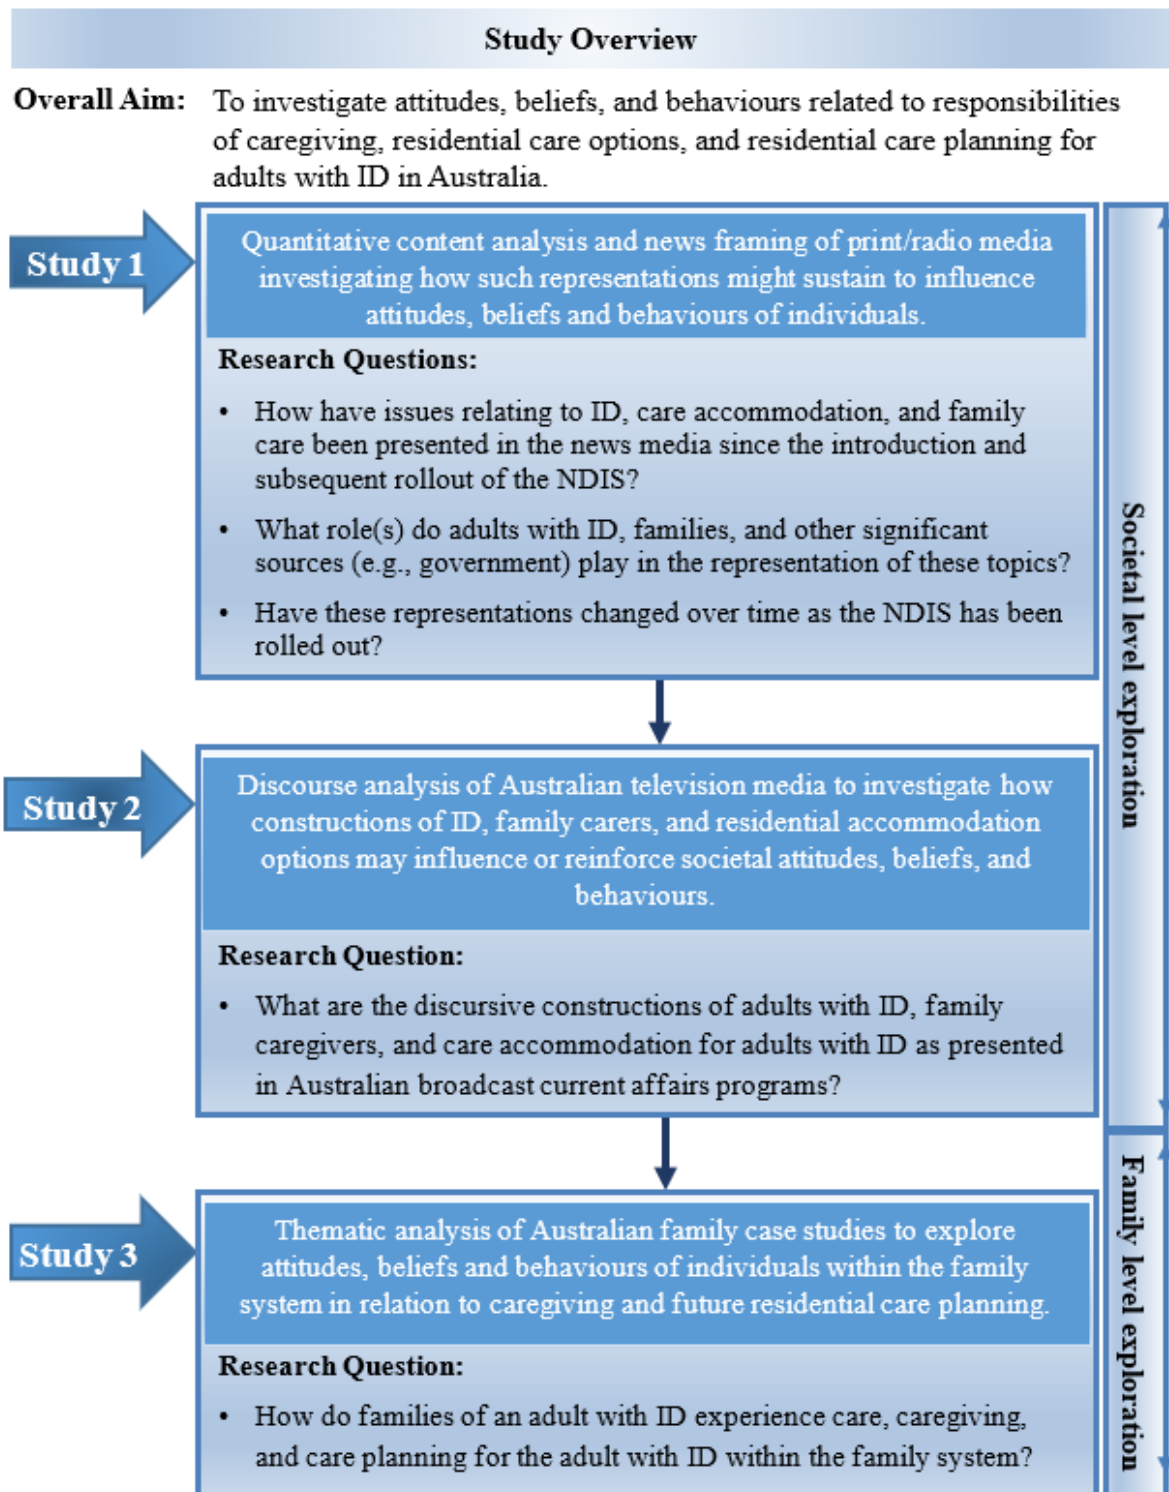 Study Overview
Overall Aim: To investigate attitudes, beliefs, and behaviours related to responsibilities
of caregiving, residential care options, and residential care planning for
adults with ID in Australia.
Study 1
Quantitative content analysis and news framing of print/radio media
investigating how such representations might sustain to influence
attitudes, beliefs and behaviours of individuals.
Research Questions:
• How have issues relating to ID, care accommodation, and family
care been presented in the news media since the introduction and
subsequent rollout of the NDIS?
• What role(s) do adults with ID, families, and other significant
sources (e.g., government) play in the representation of these topics?
• Have these representations changed over time as the NDIS has been
rolled out?
Societal level exploration
Study 2
Discourse analysis of Australian television media to investigate how
constructions of ID, family carers, and residential accommodation
options may influence or reinforce societal attitudes, beliefs, and
behaviours.
Research Question:
• What are the discursive constructions of adults with ID, family
caregivers, and care accommodation for adults with ID as presented
in Australian broadcast current affairs programs?
Study 3
Thematic analysis of Australian family case studies to explore
attitudes, beliefs and behaviours of individuals within the family
system in relation to caregiving and future residential care planning.
Research Question:
• How do families of an adult with ID experience care, caregiving,
and care planning for the adult with ID within the family system?
Family level exploration